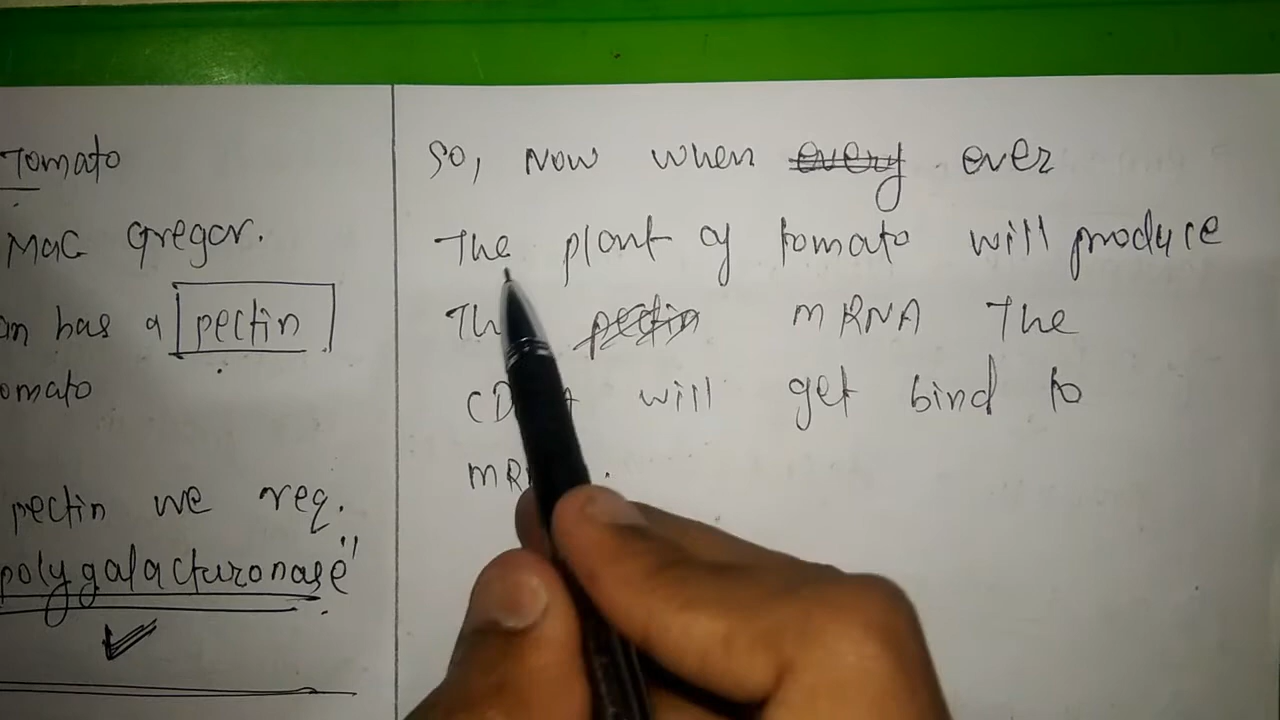 Tomato
Mac Gregor.
has a pectin
pectin we req.
polygalacturonase"
So, Now when every ever
The plant of tomato will produce
The pectin mRNA The
will get bind to